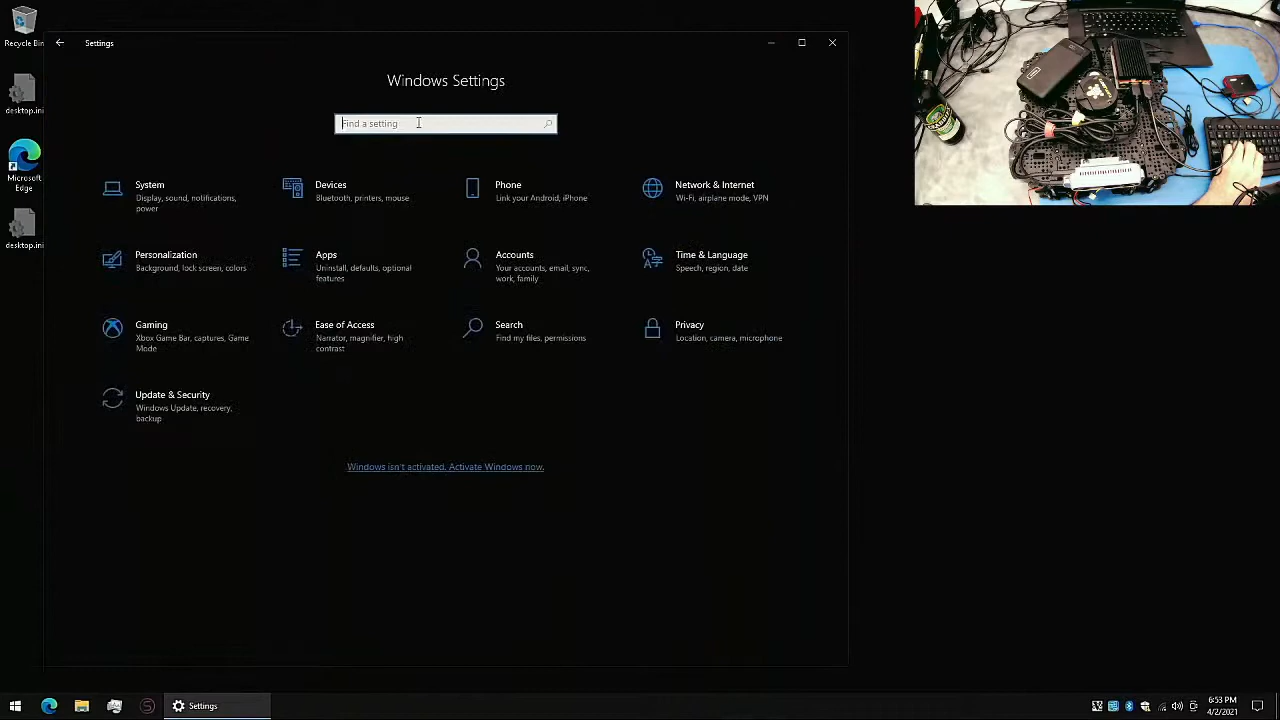 Recycle Bin
desktop.ini
Microsoft
Edge
desktop.ini
Settings
Windows Settings
Find a setting
System
Display, sound, notifications,
power
Devices
Bluetooth, printers, mouse
Phone
Link your Android, iPhone
Network & Internet
Wi-Fi, airplane mode, VPN
Personalization
Background, lock screen, colors
Apps
Uninstall, defaults, optional
features
Accounts
Your accounts, email, sync,
work, family
Time & Language
Speech, region, date
Gaming
Xbox Game Bar, captures, Game
Mode
Ease of Access
Narrator, magnifier, high
contrast
Search
Find my files, permissions
Privacy
Location, camera, microphone
Update & Security
Windows Update, recovery,
backup
Windows isn't activated. Activate Windows now.
Settings
6:53 PM
4/2/2021